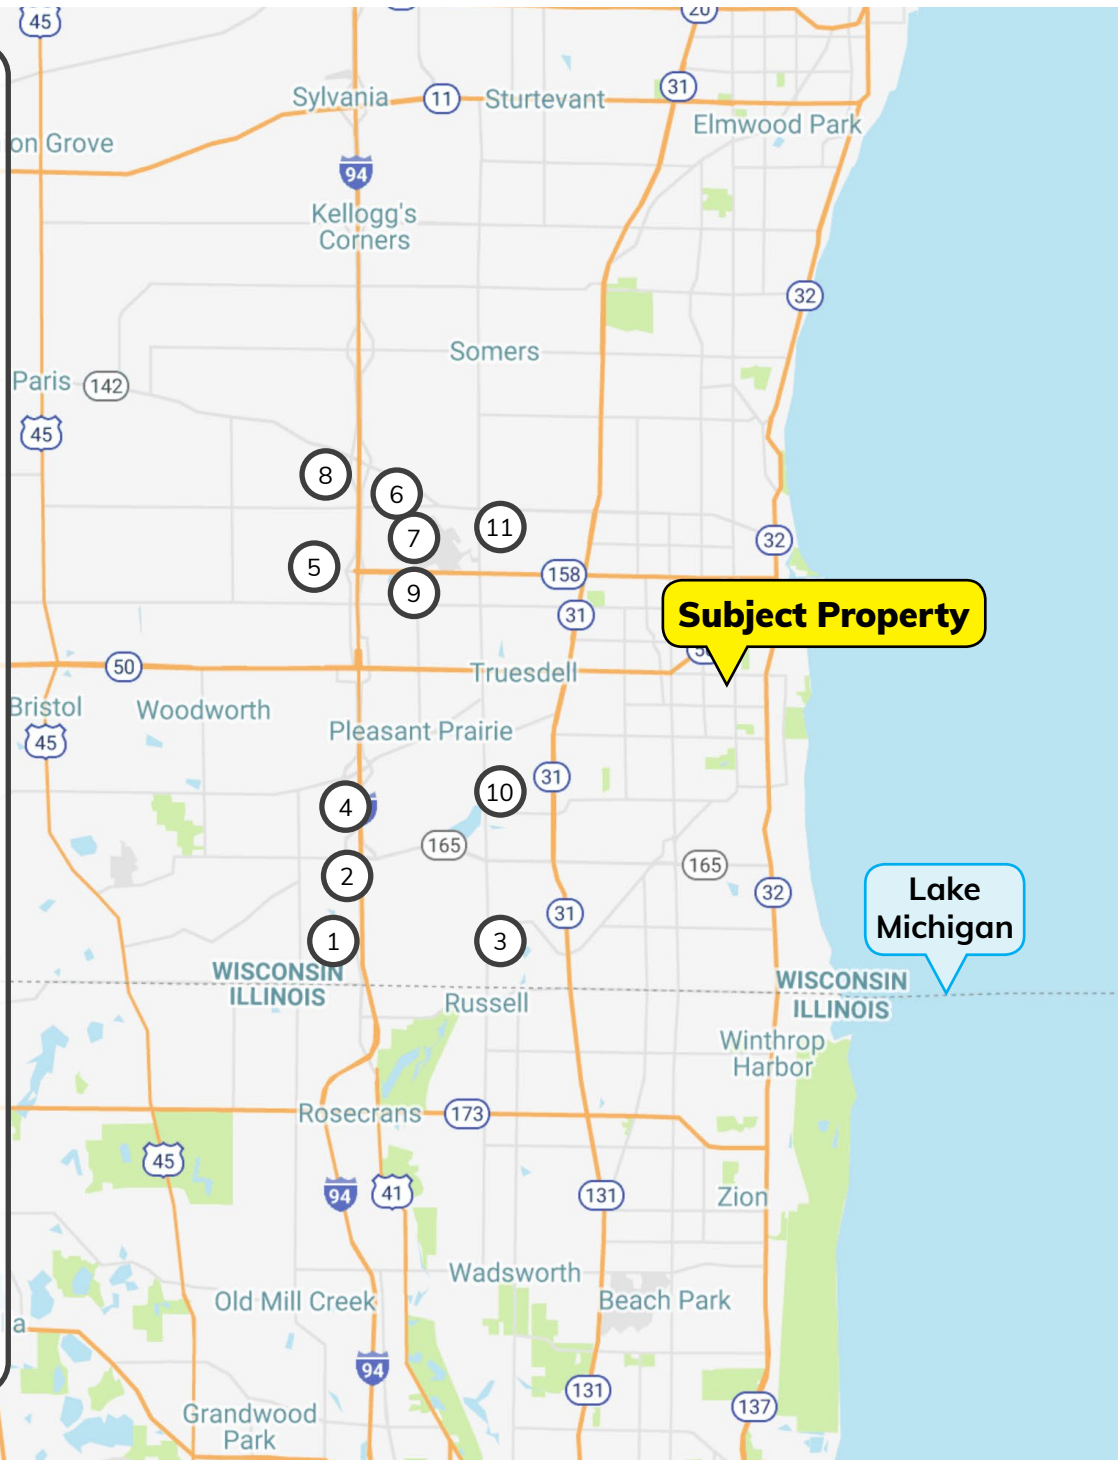 45
20
Sylvania
11
Sturtevant
31
Elmwood Park
on Grove
94
Kellogg's
Corners
32
Somers
Paris
142
45
8
6
11
7
32
5
158
9
31
Subject Property
50
Truesdell
Bristol
Woodworth
45
Pleasant Prairie
31
10
4
165
165
2
32
Lake
Michigan
31
1
3
WISCONSIN
ILLINOIS
WISCONSIN
ILLINOIS
Russell
Winthrop
Harbor
Rosecrans
173
45
94
41
131
Zion
Wadsworth
Old Mill Creek
Beach Park
a
94
131
137
Grandwood
Park